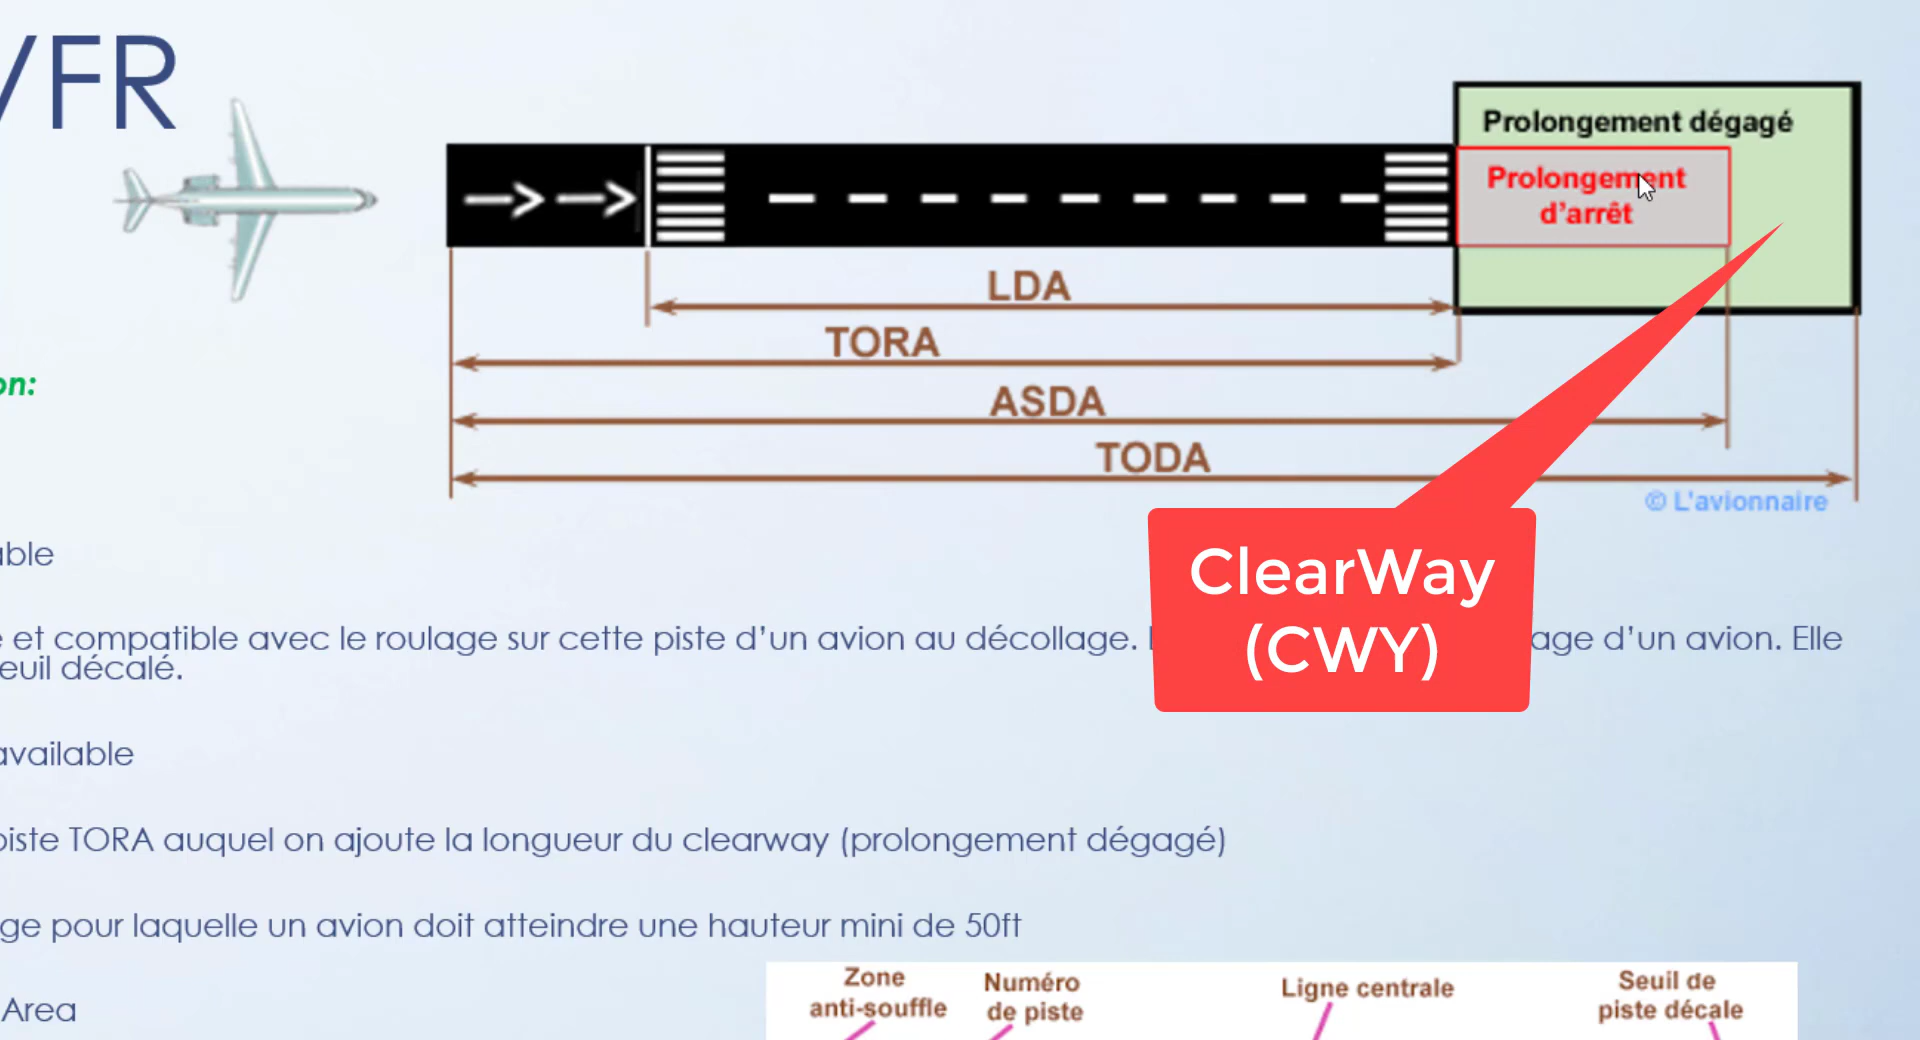 /FR
Prolongement dégagé
Prolongement
d'arrêt
LDA
TORA
on:
ASDA
TODA
© L'avionnaire
able
ClearWay
(CWY)
e et compatible avec le roulage sur cette piste d'un avion au décollage.
age d'un avion. Elle
euil décalé.
available
piste TORA auquel on ajoute la longueur du clearway (prolongement dégagé)
ge pour laquelle un avion doit atteindre une hauteur mini de 50ft
Area
Zone
anti-souffle
Numéro
de piste
Ligne centrale
Seuil de
piste décale